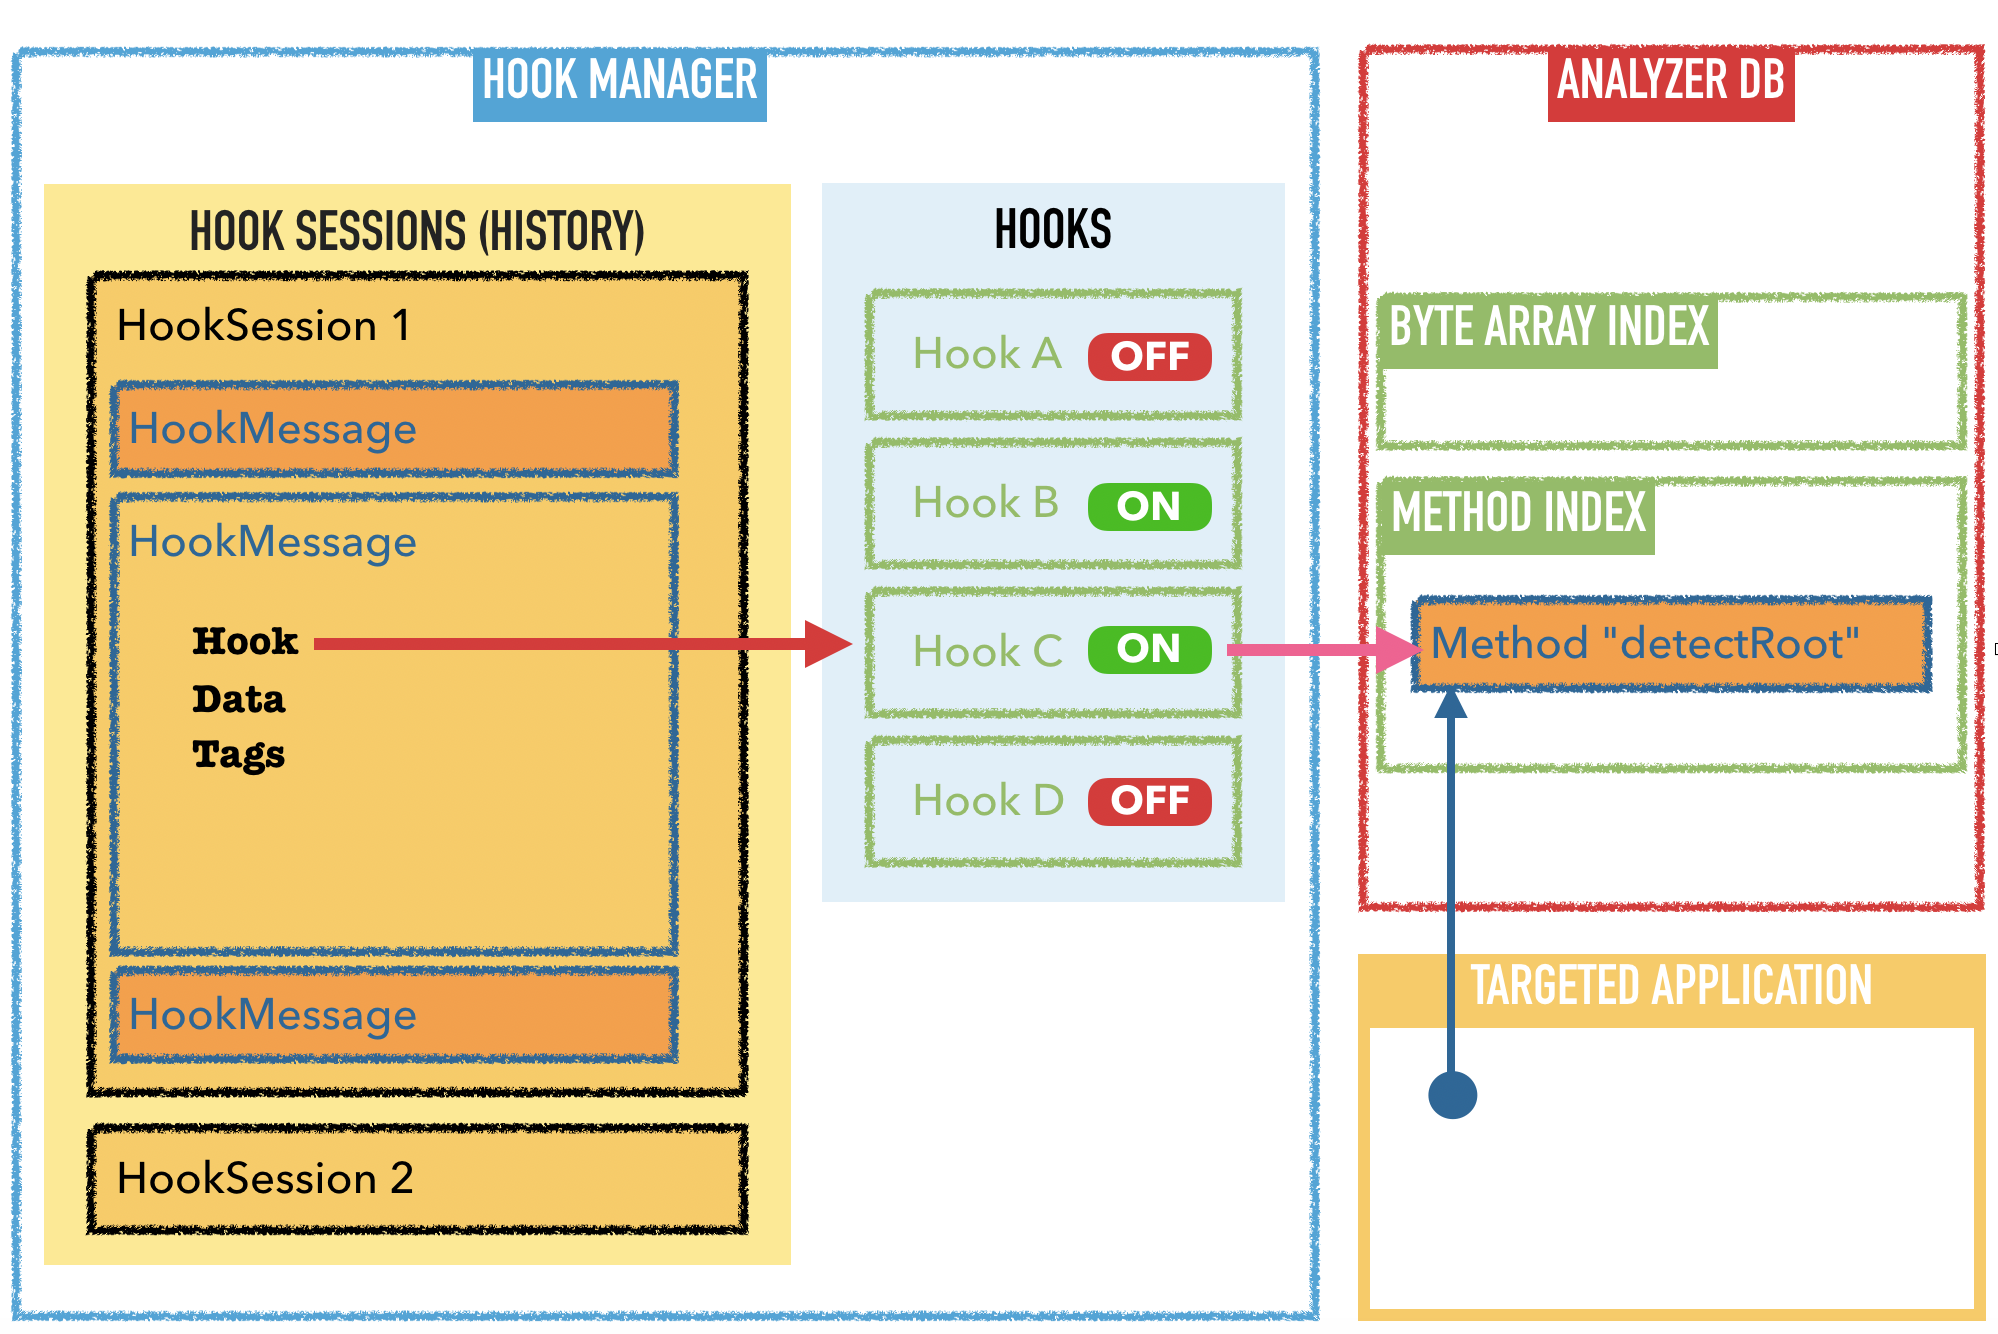 HOOK MANAGER
HOOK SESSIONS (HISTORY)
HookSession 1
HookMessage
HookMessage
Hook
Data
Tags
HookMessage
HookSession 2
HOOKS
Hook A OFF
Hook B ON
Hook C ON
Hook D OFF
ANALYZER DB
BYTE ARRAY INDEX
METHOD INDEX
Method "detectRoot"
TARGETED APPLICATION